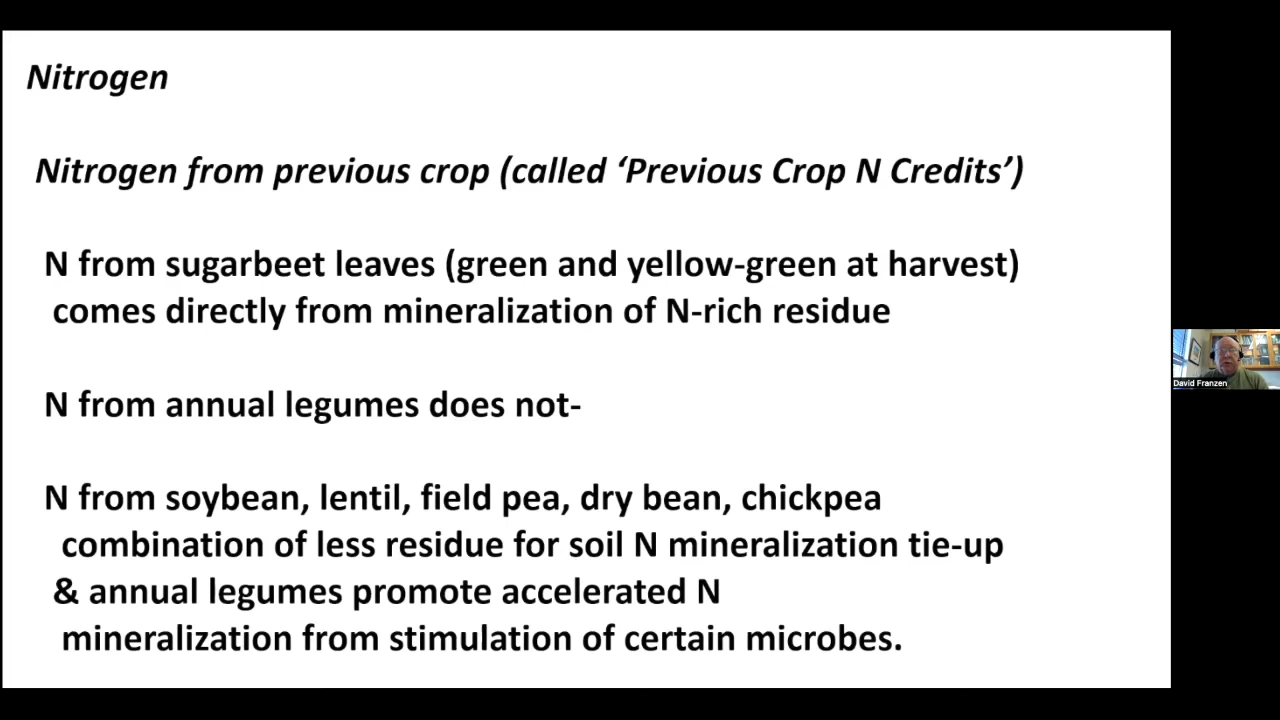 Nitrogen
Nitrogen from previous crop (called ‘Previous Crop N Credits’)
N from sugarbeet leaves (green and yellow-green at harvest)
comes directly from mineralization of N-rich residue
N from annual legumes does not-
N from soybean, lentil, field pea, dry bean, chickpea
combination of less residue for soil N mineralization tie-up
& annual legumes promote accelerated N
mineralization from stimulation of certain microbes.
David Franzen